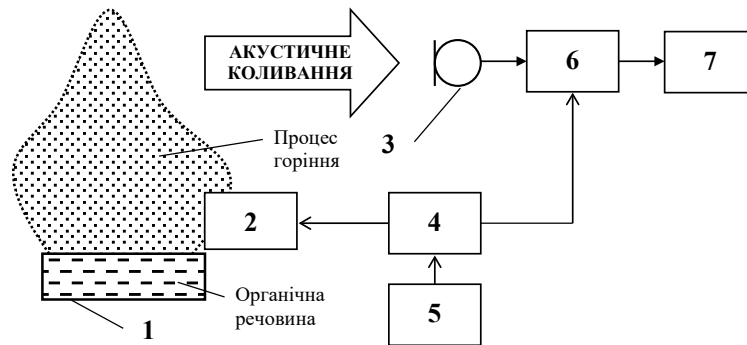 АКУСТИЧНЕ
КОЛИВАННЯ
6
7
3
Процес
горіння
2
4
Органічна
речовина
1
5